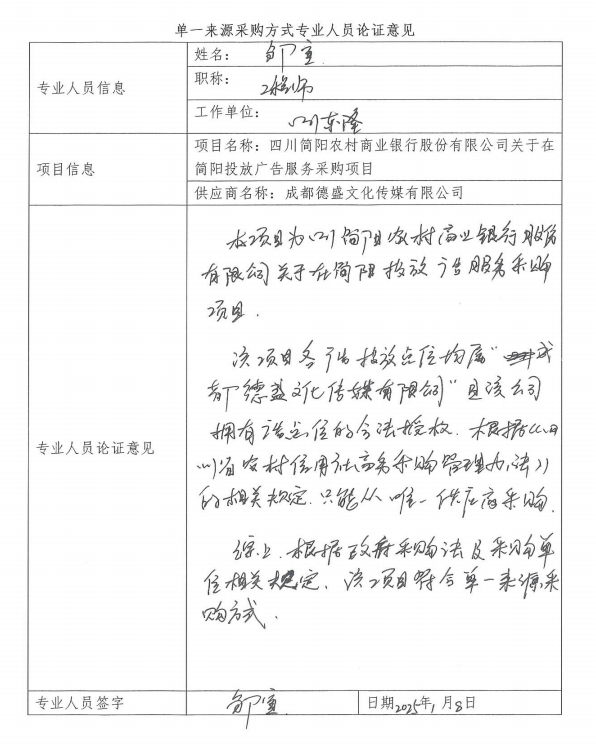 单一来源采购方式专业人员论证意见
专业人员信息
姓名：邹宣
职称：工程师
工作单位：四川东隆
项目信息
项目名称：四川简阳农村商业银行股份有限公司关于在
简阳投放广告服务采购项目
供应商名称：成都德盛文化传媒有限公司
专业人员论证意见
本项目为四川简阳农村商业银行股份
有限公司关于在简阳投放广告服务采购
项目.
该项目各广告投放点位均属“成
都德盛文化传媒有限公司”且该公司
拥有该点位的合法授权. 根据《四
川省农村信用社商务采购管理办法》
的相关规定.只能从唯一供应商采购.
综上.根据政府采购法及采购单
位相关规定, 该项目符合单一来源采
购方式.
专业人员签字
邹宣
日期2025年1月8日